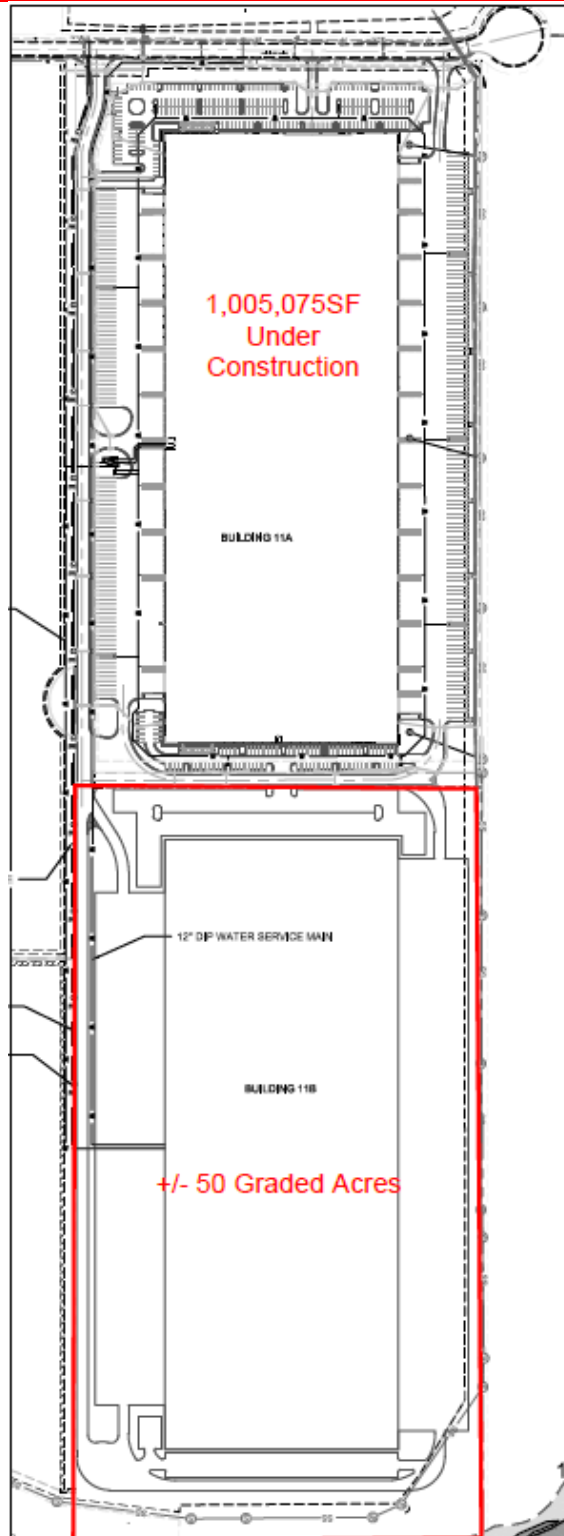 1,005,075SF
Under
Construction
BUILDING 11A
12" DIP WATER SERVICE MAIN
BUILDING 11B
+/- 50 Graded Acres